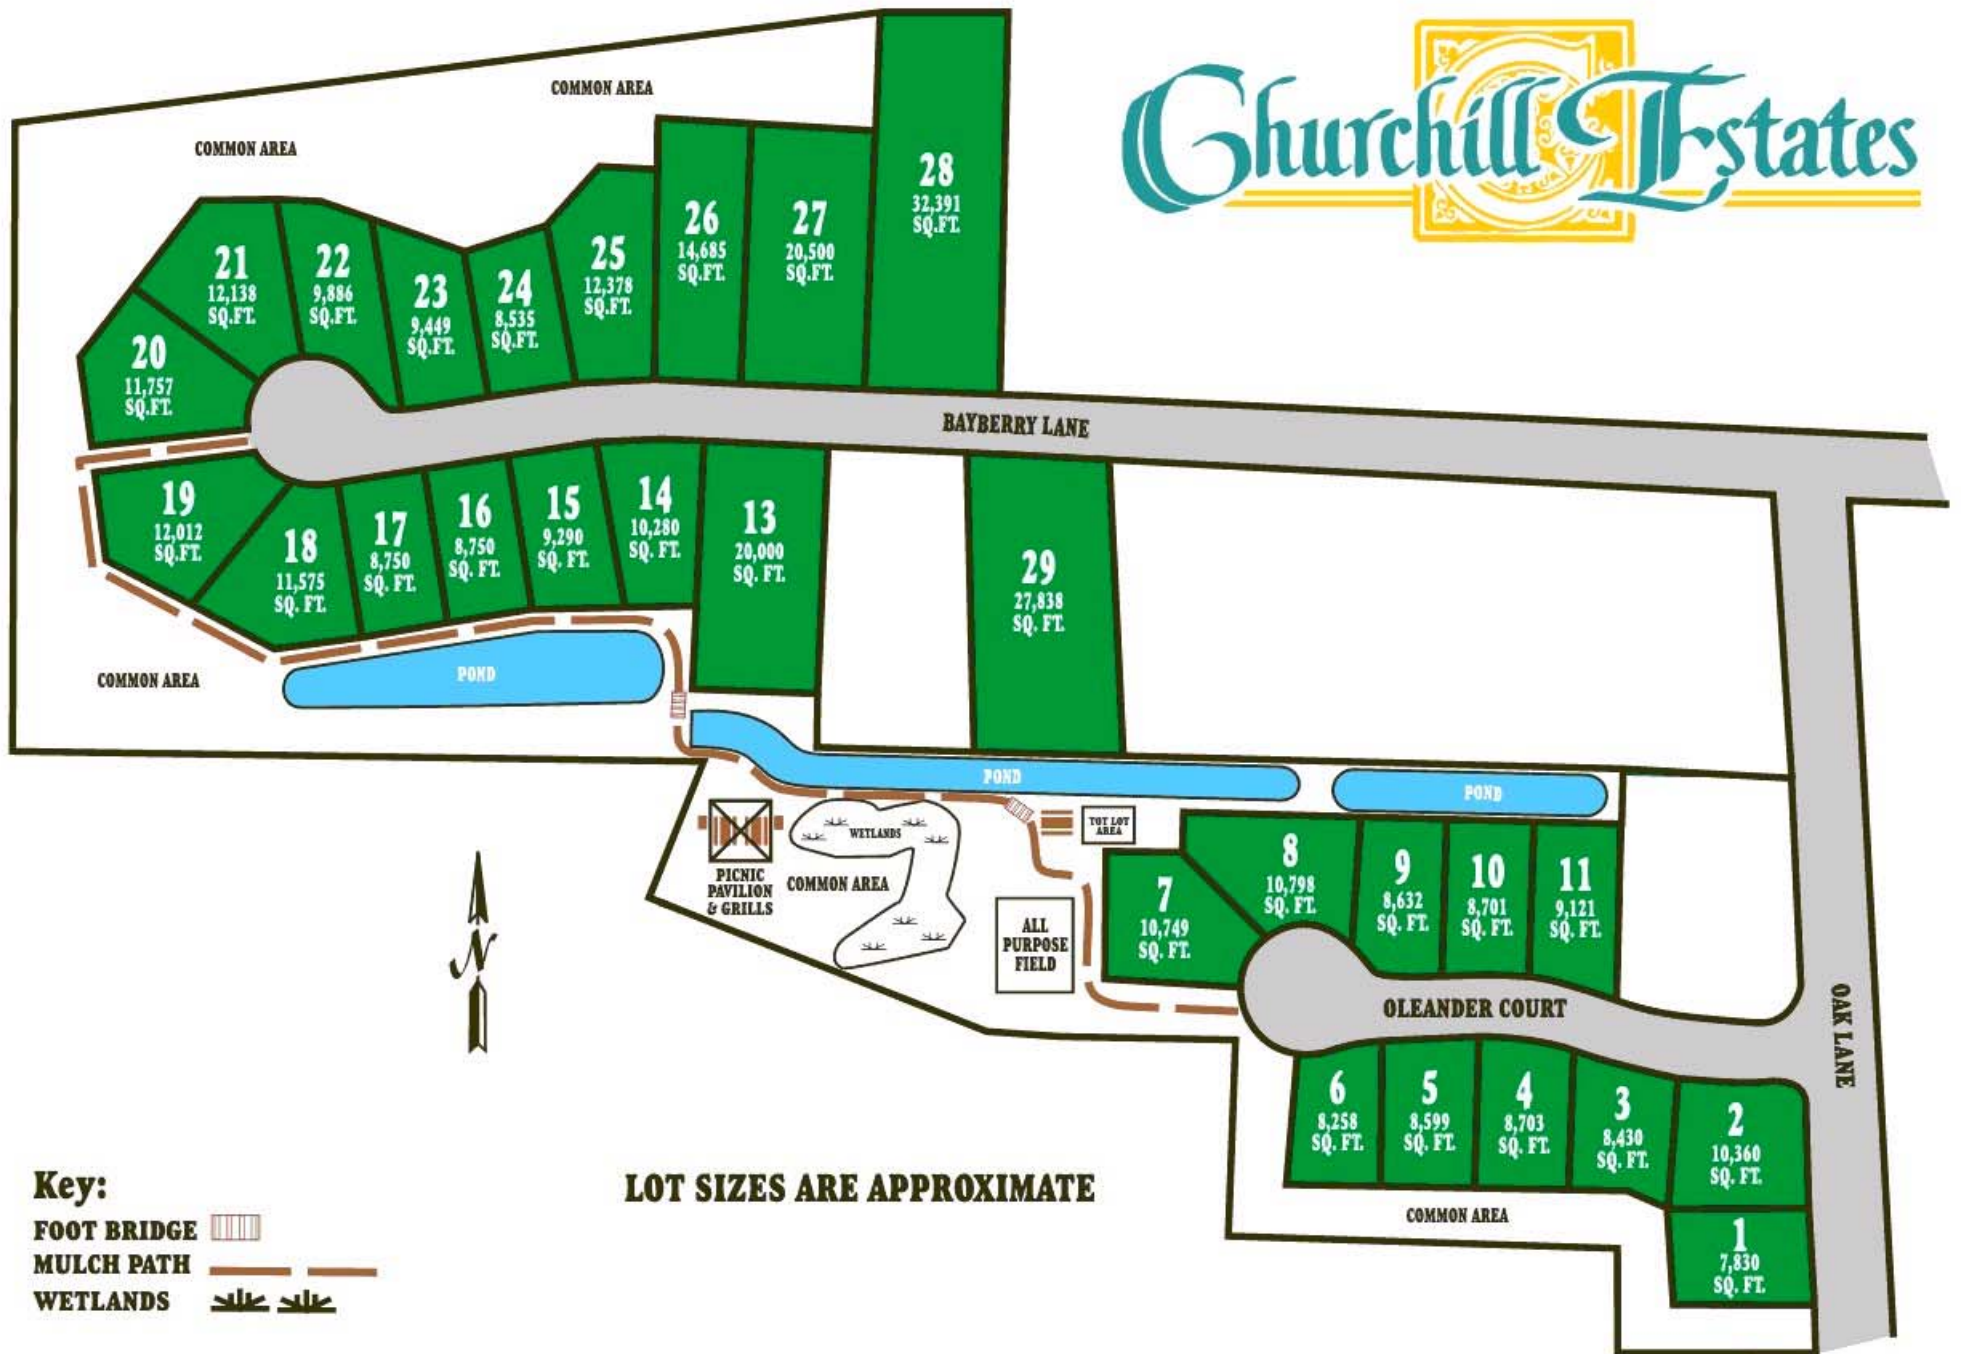 Churchill Estates
COMMON AREA
COMMON AREA
28
32,391
SQ.FT.
26
14,685
SQ.FT.
27
20,500
SQ.FT.
25
12,378
SQ.FT.
21
12,138
SQ.FT.
22
9,886
SQ.FT.
23
9,449
SQ.FT.
24
8,535
SQ.FT.
20
11,757
SQ.FT.
BAYBERRY LANE
19
12,012
SQ.FT.
18
11,575
SQ. FT.
17
8,750
SQ. FT.
16
8,750
SQ. FT.
15
9,290
SQ. FT.
14
10,280
SQ. FT.
13
20,000
SQ. FT.
29
27,838
SQ. FT.
COMMON AREA
POND
POND
POND
WETLANDS
TOT LOT
AREA
PICNIC
PAVILION
& GRILLS
COMMON AREA
ALL
PURPOSE
FIELD
7
10,749
SQ. FT.
8
10,798
SQ. FT.
9
8,632
SQ. FT.
10
8,701
SQ. FT.
11
9,121
SQ. FT.
N
OLEANDER COURT
OAK LANE
6
8,258
SQ. FT.
5
8,599
SQ. FT.
4
8,703
SQ. FT.
3
8,430
SQ. FT.
2
10,360
SQ. FT.
COMMON AREA
1
7,830
SQ. FT.
LOT SIZES ARE APPROXIMATE
Key:
FOOT BRIDGE
MULCH PATH
WETLANDS